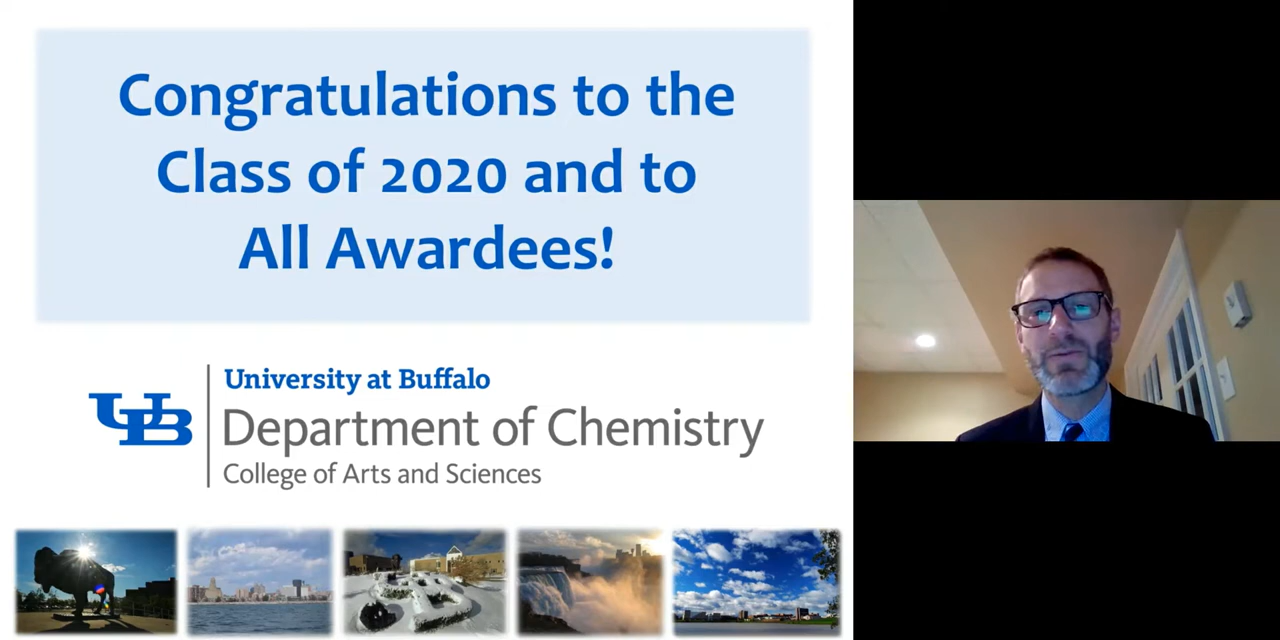 Congratulations to the
Class of 2020 and to
All Awardees!
UB
University at Buffalo
Department of Chemistry
College of Arts and Sciences